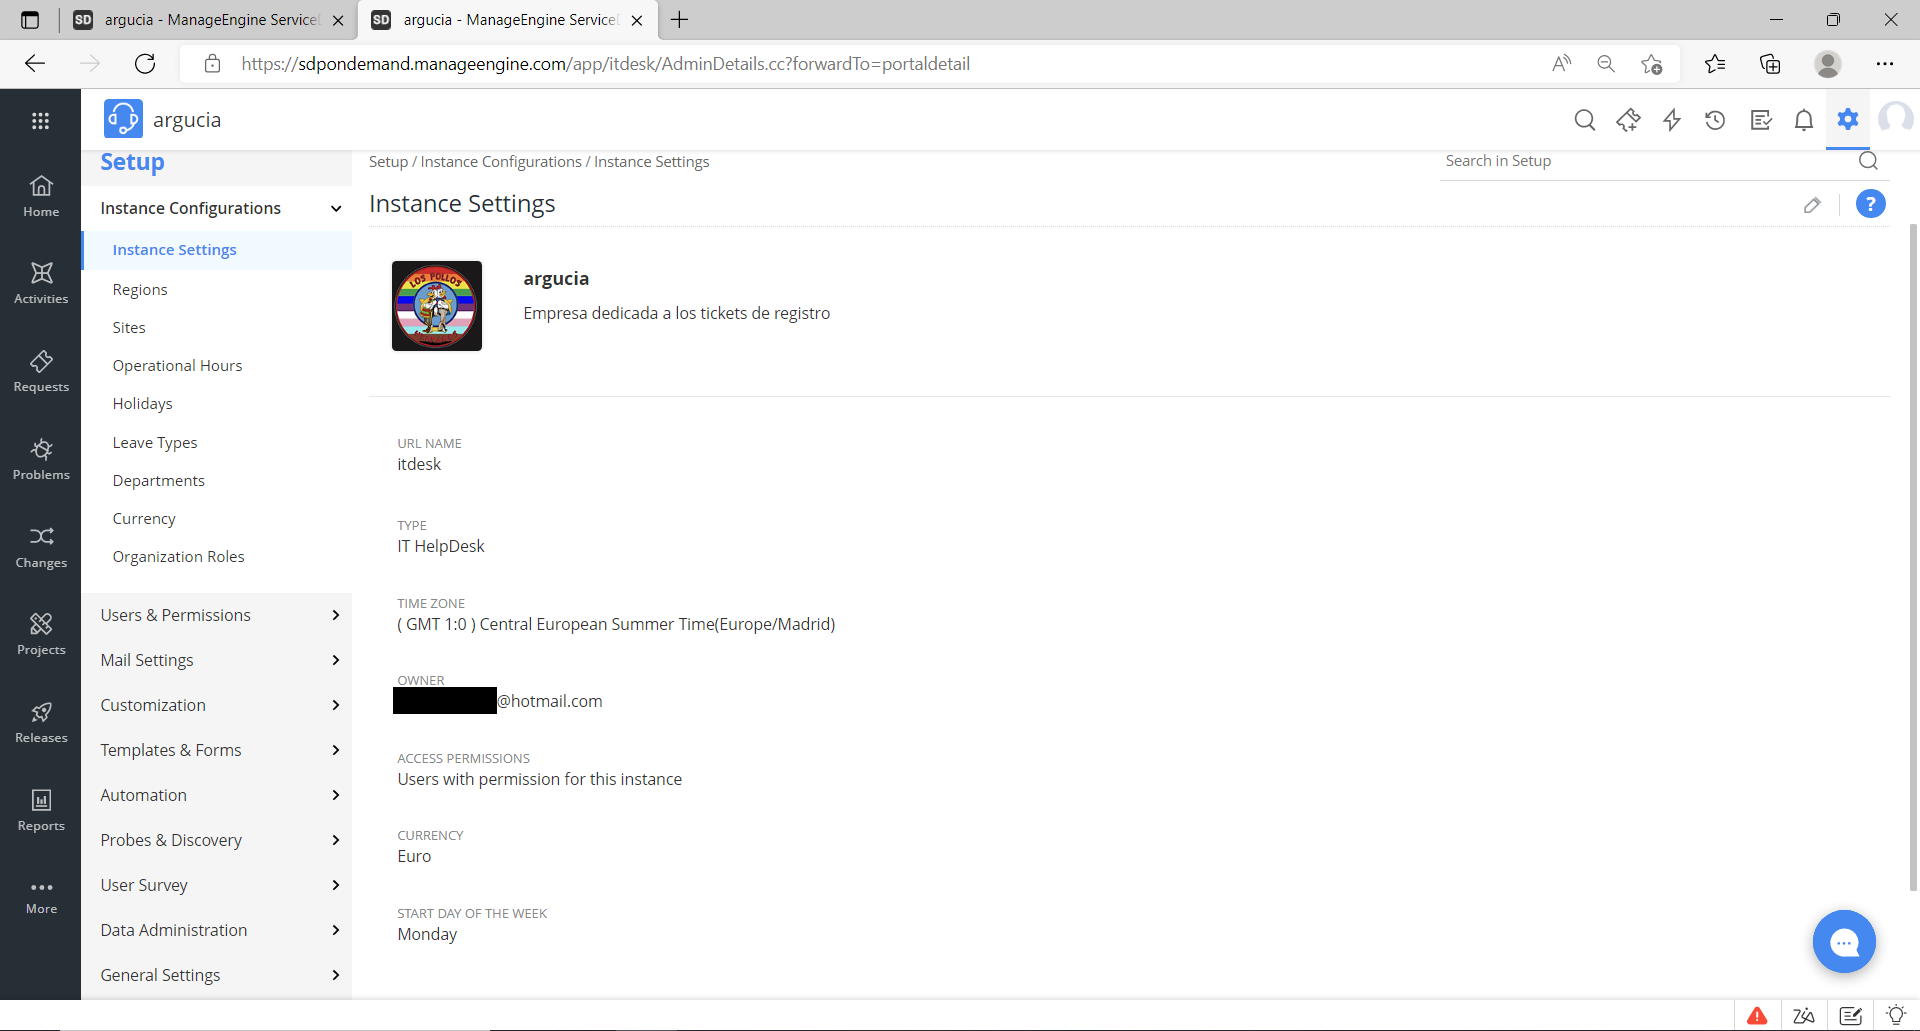 argucia - ManageEngine Service
argucia - ManageEngine Service
https://sdpondemand.manageengine.com/app/itdesk/AdminDetails.cc?forwardTo=portaldetail
argucia
Home
Activities
Requests
Problems
Changes
Projects
Releases
Reports
More
Setup
Instance Configurations
Instance Settings
Regions
Sites
Operational Hours
Holidays
Leave Types
Departments
Currency
Organization Roles
Users & Permissions
Mail Settings
Customization
Templates & Forms
Automation
Probes & Discovery
User Survey
Data Administration
General Settings
Setup / Instance Configurations / Instance Settings
Search in Setup
Instance Settings
?
LOS POLLOS
argucia
Empresa dedicada a los tickets de registro
URL NAME
itdesk
TYPE
IT HelpDesk
TIME ZONE
( GMT 1:0 ) Central European Summer Time(Europe/Madrid)
OWNER
@hotmail.com
ACCESS PERMISSIONS
Users with permission for this instance
CURRENCY
Euro
START DAY OF THE WEEK
Monday